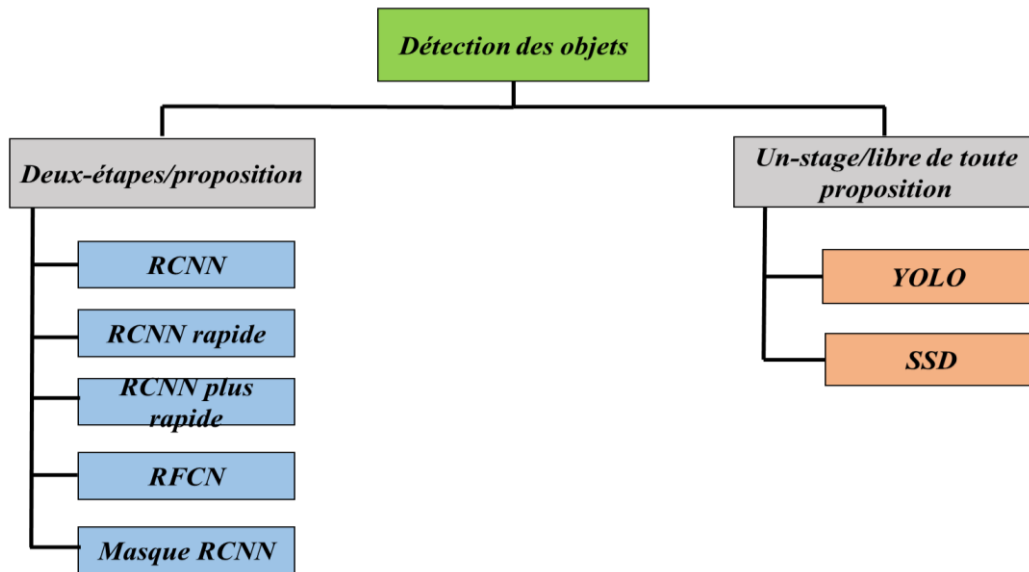 Détection des objets
Deux-étapes/proposition
RCNN
RCNN rapide
RCNN plus
rapide
RFCN
Masque RCNN
Un-stage/libre de toute
proposition
YOLO
SSD